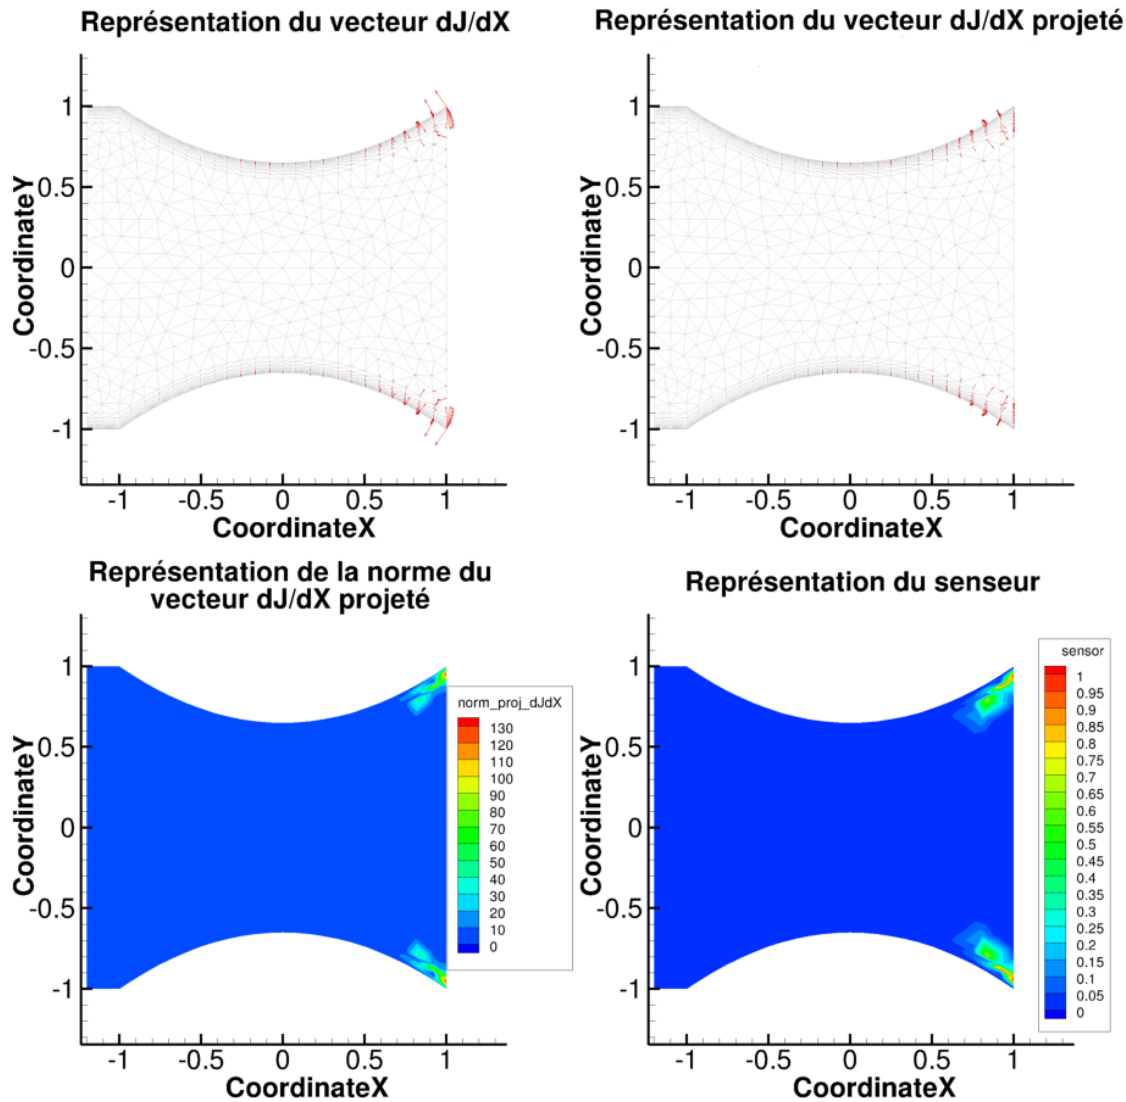 Représentation du vecteur dJ/dX
CoordinateY
1
0.5
0
-0.5
-1
-1 -0.5 0 0.5 1
CoordinateX
Représentation du vecteur dJ/dX projeté
CoordinateY
1
0.5
0
-0.5
-1
-1 -0.5 0 0.5 1
CoordinateX
Représentation de la norme du
vecteur dJ/dX projeté
CoordinateY
1
0.5
0
-0.5
-1
-1 -0.5 0 0.5 1
CoordinateX
norm_proj_dJdX
130
120
110
100
90
80
70
60
50
40
30
20
10
0
Représentation du senseur
CoordinateY
1
0.5
0
-0.5
-1
-1 -0.5 0 0.5 1
CoordinateX
sensor
1
0.95
0.9
0.85
0.8
0.75
0.7
0.65
0.6
0.55
0.5
0.45
0.4
0.35
0.3
0.25
0.2
0.15
0.1
0.05
0